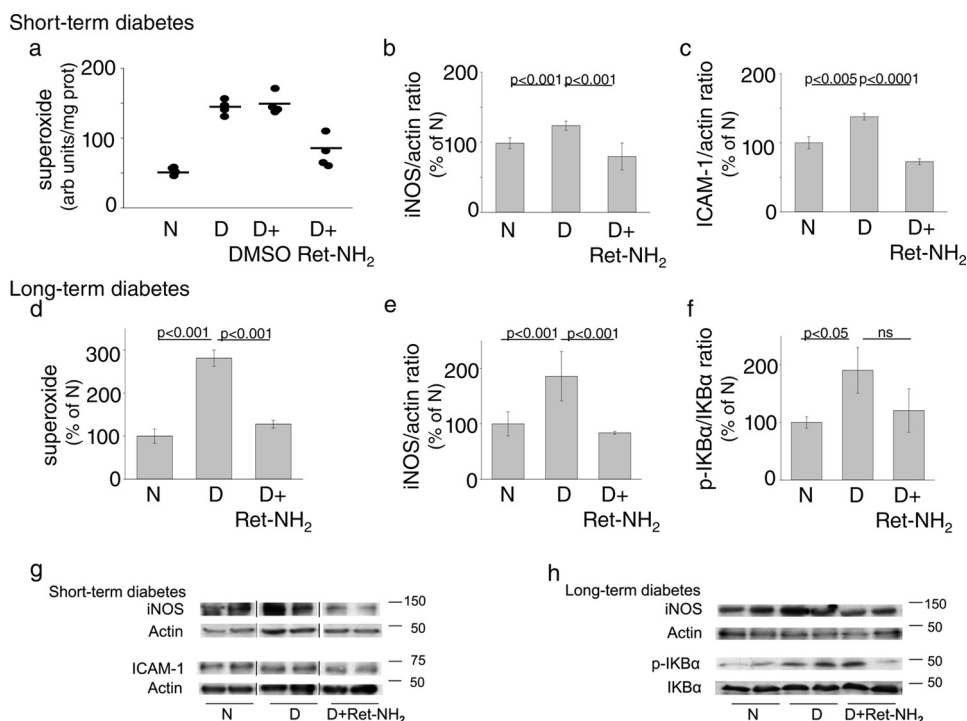 Short-term diabetes
a
superoxide
(arb units/mg prot)
200
100
0
N D D+ D+
DMSO Ret-NH2
b
p<0.001 p<0.001
iNOS/actin ratio
(% of N)
200
100
0
N D D+
Ret-NH2
c
p<0.005 p<0.0001
ICAM-1/actin ratio
(% of N)
200
100
0
N D D+
Ret-NH2
Long-term diabetes
d
p<0.001 p<0.001
superoxide
(% of N)
300
200
100
0
N D D+
Ret-NH2
e
p<0.001 p<0.001
iNOS/actin ratio
(% of N)
200
100
0
N D D+
Ret-NH2
f
p<0.05 ns
p-IKBα/IKBα ratio
(% of N)
200
100
0
N D D+
Ret-NH2
g
Short-term diabetes
iNOS 150
Actin 50
ICAM-1 75
Actin 50
N D D+Ret-NH2
h
Long-term diabetes
iNOS 150
Actin 50
p-IKBα 50
IKBα 50
N D D+Ret-NH2